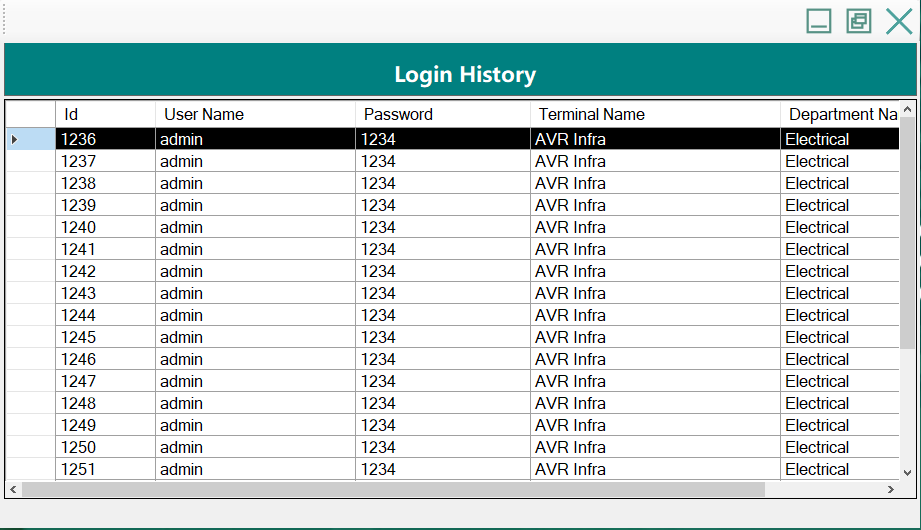 Login History
Id User Name Password Terminal Name Department Na
1236 admin 1234 AVR Infra Electrical
1237 admin 1234 AVR Infra Electrical
1238 admin 1234 AVR Infra Electrical
1239 admin 1234 AVR Infra Electrical
1240 admin 1234 AVR Infra Electrical
1241 admin 1234 AVR Infra Electrical
1242 admin 1234 AVR Infra Electrical
1243 admin 1234 AVR Infra Electrical
1244 admin 1234 AVR Infra Electrical
1245 admin 1234 AVR Infra Electrical
1246 admin 1234 AVR Infra Electrical
1247 admin 1234 AVR Infra Electrical
1248 admin 1234 AVR Infra Electrical
1249 admin 1234 AVR Infra Electrical
1250 admin 1234 AVR Infra Electrical
1251 admin 1234 AVR Infra Electrical